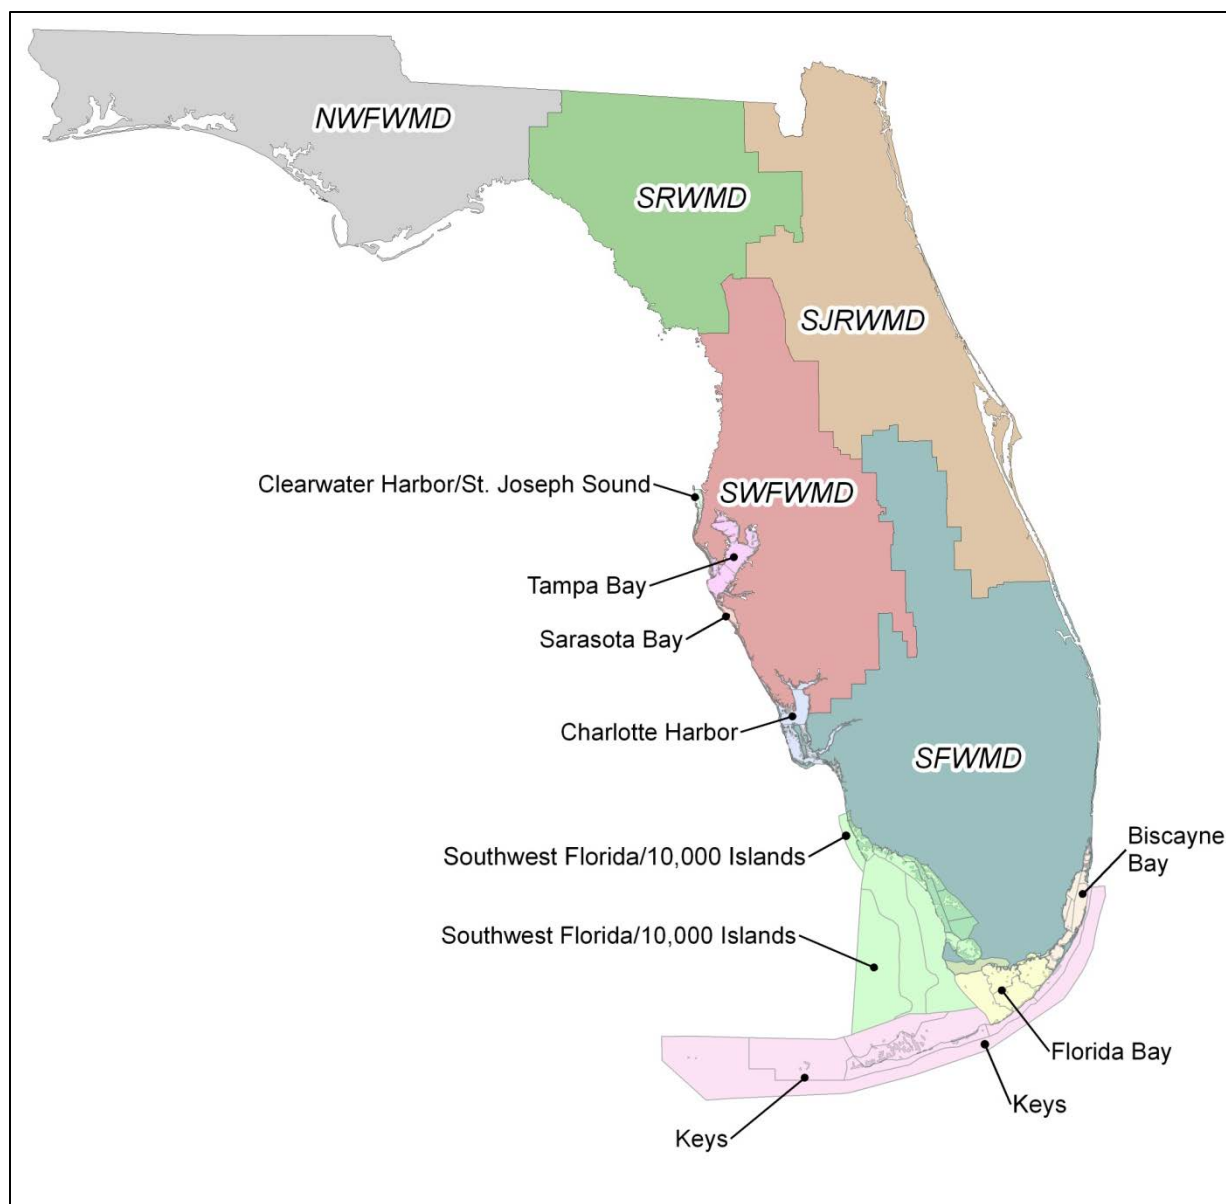 NWFWMD
SRWMD
SJRWMD
Clearwater Harbor/St. Joseph Sound
SWFWMD
Tampa Bay
Sarasota Bay
Charlotte Harbor
SFWMD
Southwest Florida/10,000 Islands
Biscayne
Bay
Southwest Florida/10,000 Islands
Florida Bay
Keys
Keys